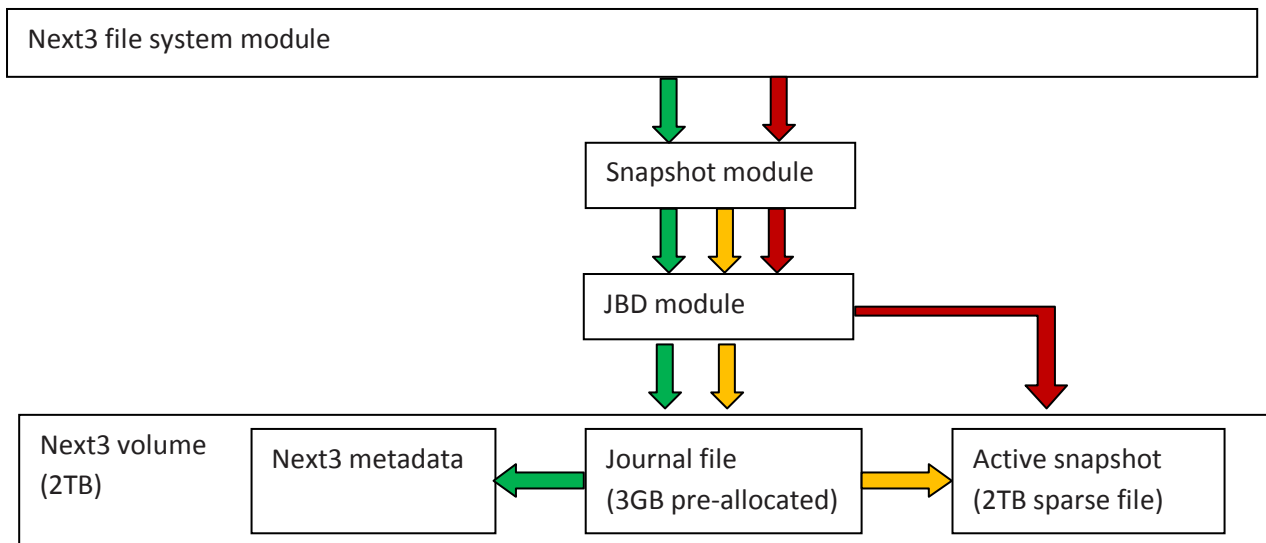 Next3 file system module
Snapshot module
JBD module
Next3 volume
(2TB)
Next3 metadata
Journal file
(3GB pre-allocated)
Active snapshot
(2TB sparse file)